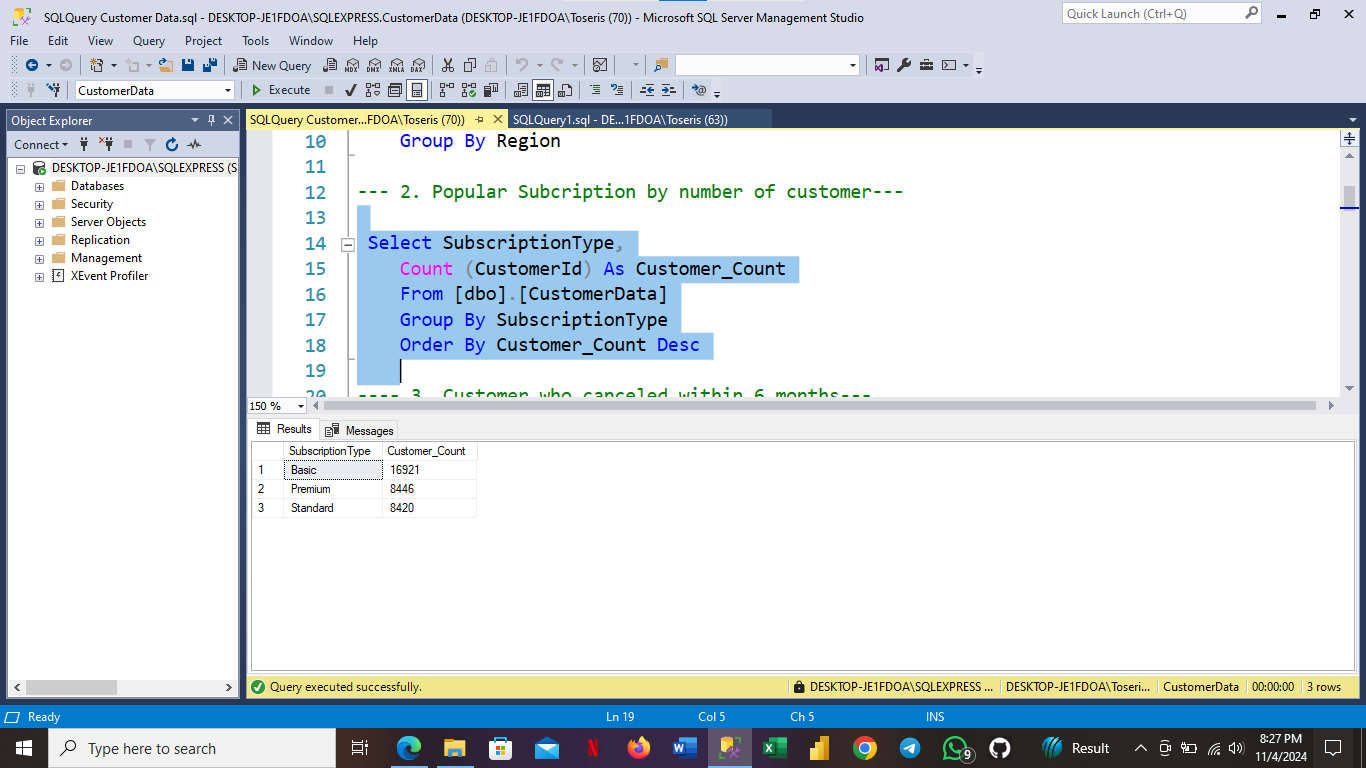 SQLQuery Customer Data.sql - DESKTOP-JE1FDOA\SQLEXPRESS.CustomerData (DESKTOP-JE1FDOA\Toseris (70)) - Microsoft SQL Server Management Studio
Quick Launch (Ctrl+Q)
File Edit View Query Project Tools Window Help
New Query MDX DMX XMLA DAX
CustomerData Execute
Object Explorer
Connect
DESKTOP-JE1FDOA\SQLEXPRESS (S
Databases
Security
Server Objects
Replication
Management
XEvent Profiler
SQLQuery Customer...FDOA\Toseris (70)) SQLQuery1.sql - DE...1FDOA\Toseris (63))
10 Group By Region
11
12 --- 2. Popular Subcription by number of customer---
13
14 Select SubscriptionType,
15 Count (CustomerId) As Customer_Count
16 From [dbo].[CustomerData]
17 Group By SubscriptionType
18 Order By Customer_Count Desc
19
20 ---- 3. Customer who canceled within 6 months---
150 %
Results Messages
SubscriptionType Customer_Count
1 Basic 16921
2 Premium 8446
3 Standard 8420
Query executed successfully. DESKTOP-JE1FDOA\SQLEXPRESS ... DESKTOP-JE1FDOA\Toseri... CustomerData 00:00:00 3 rows
Ready Ln 19 Col 5 Ch 5 INS
Type here to search 9 Result 8:27 PM
11/4/2024